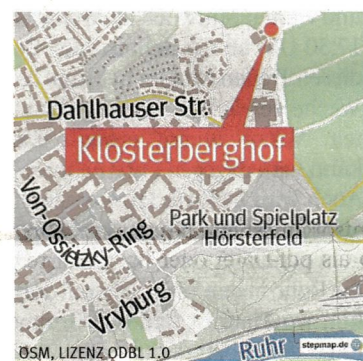 Dahlhauser Str.
Klosterberghof
Von-Ossietzky-Ring
Park und Spielplatz
Hörsterfeld
Vryburg
Ruhr
stepmap.de
OSM, LIZENZ ODBL 1.0